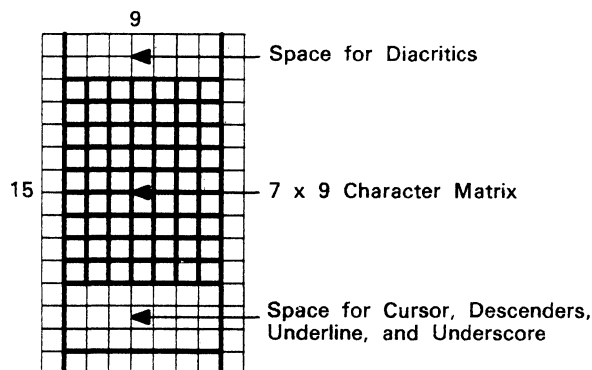 9
Space for Diacritics
15
7 x 9 Character Matrix
Space for Cursor, Descenders,
Underline, and Underscore